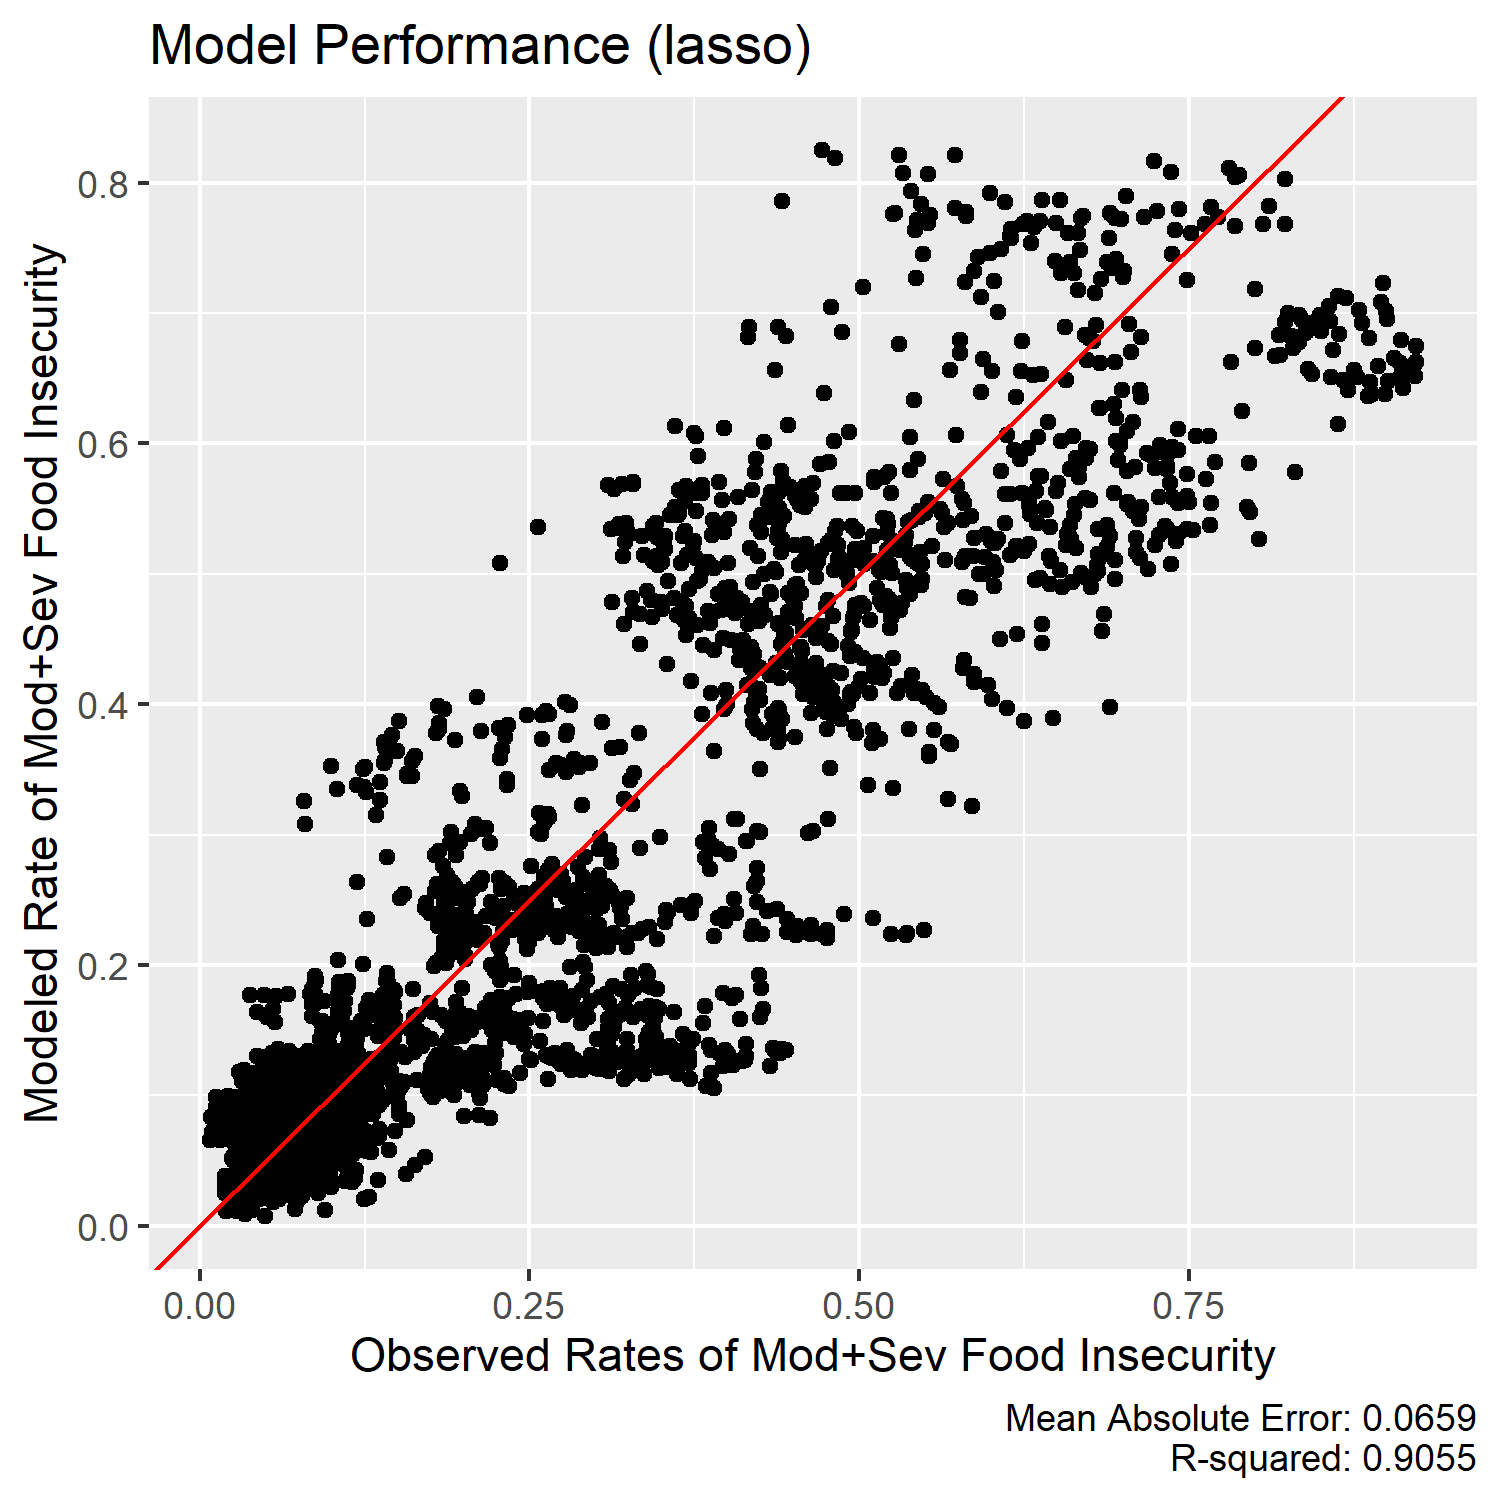 Model Performance (lasso)
Modeled Rate of Mod+Sev Food Insecurity
0.8
0.6
0.4
0.2
0.0
0.00 0.25 0.50 0.75
Observed Rates of Mod+Sev Food Insecurity
Mean Absolute Error: 0.0659
R-squared: 0.9055